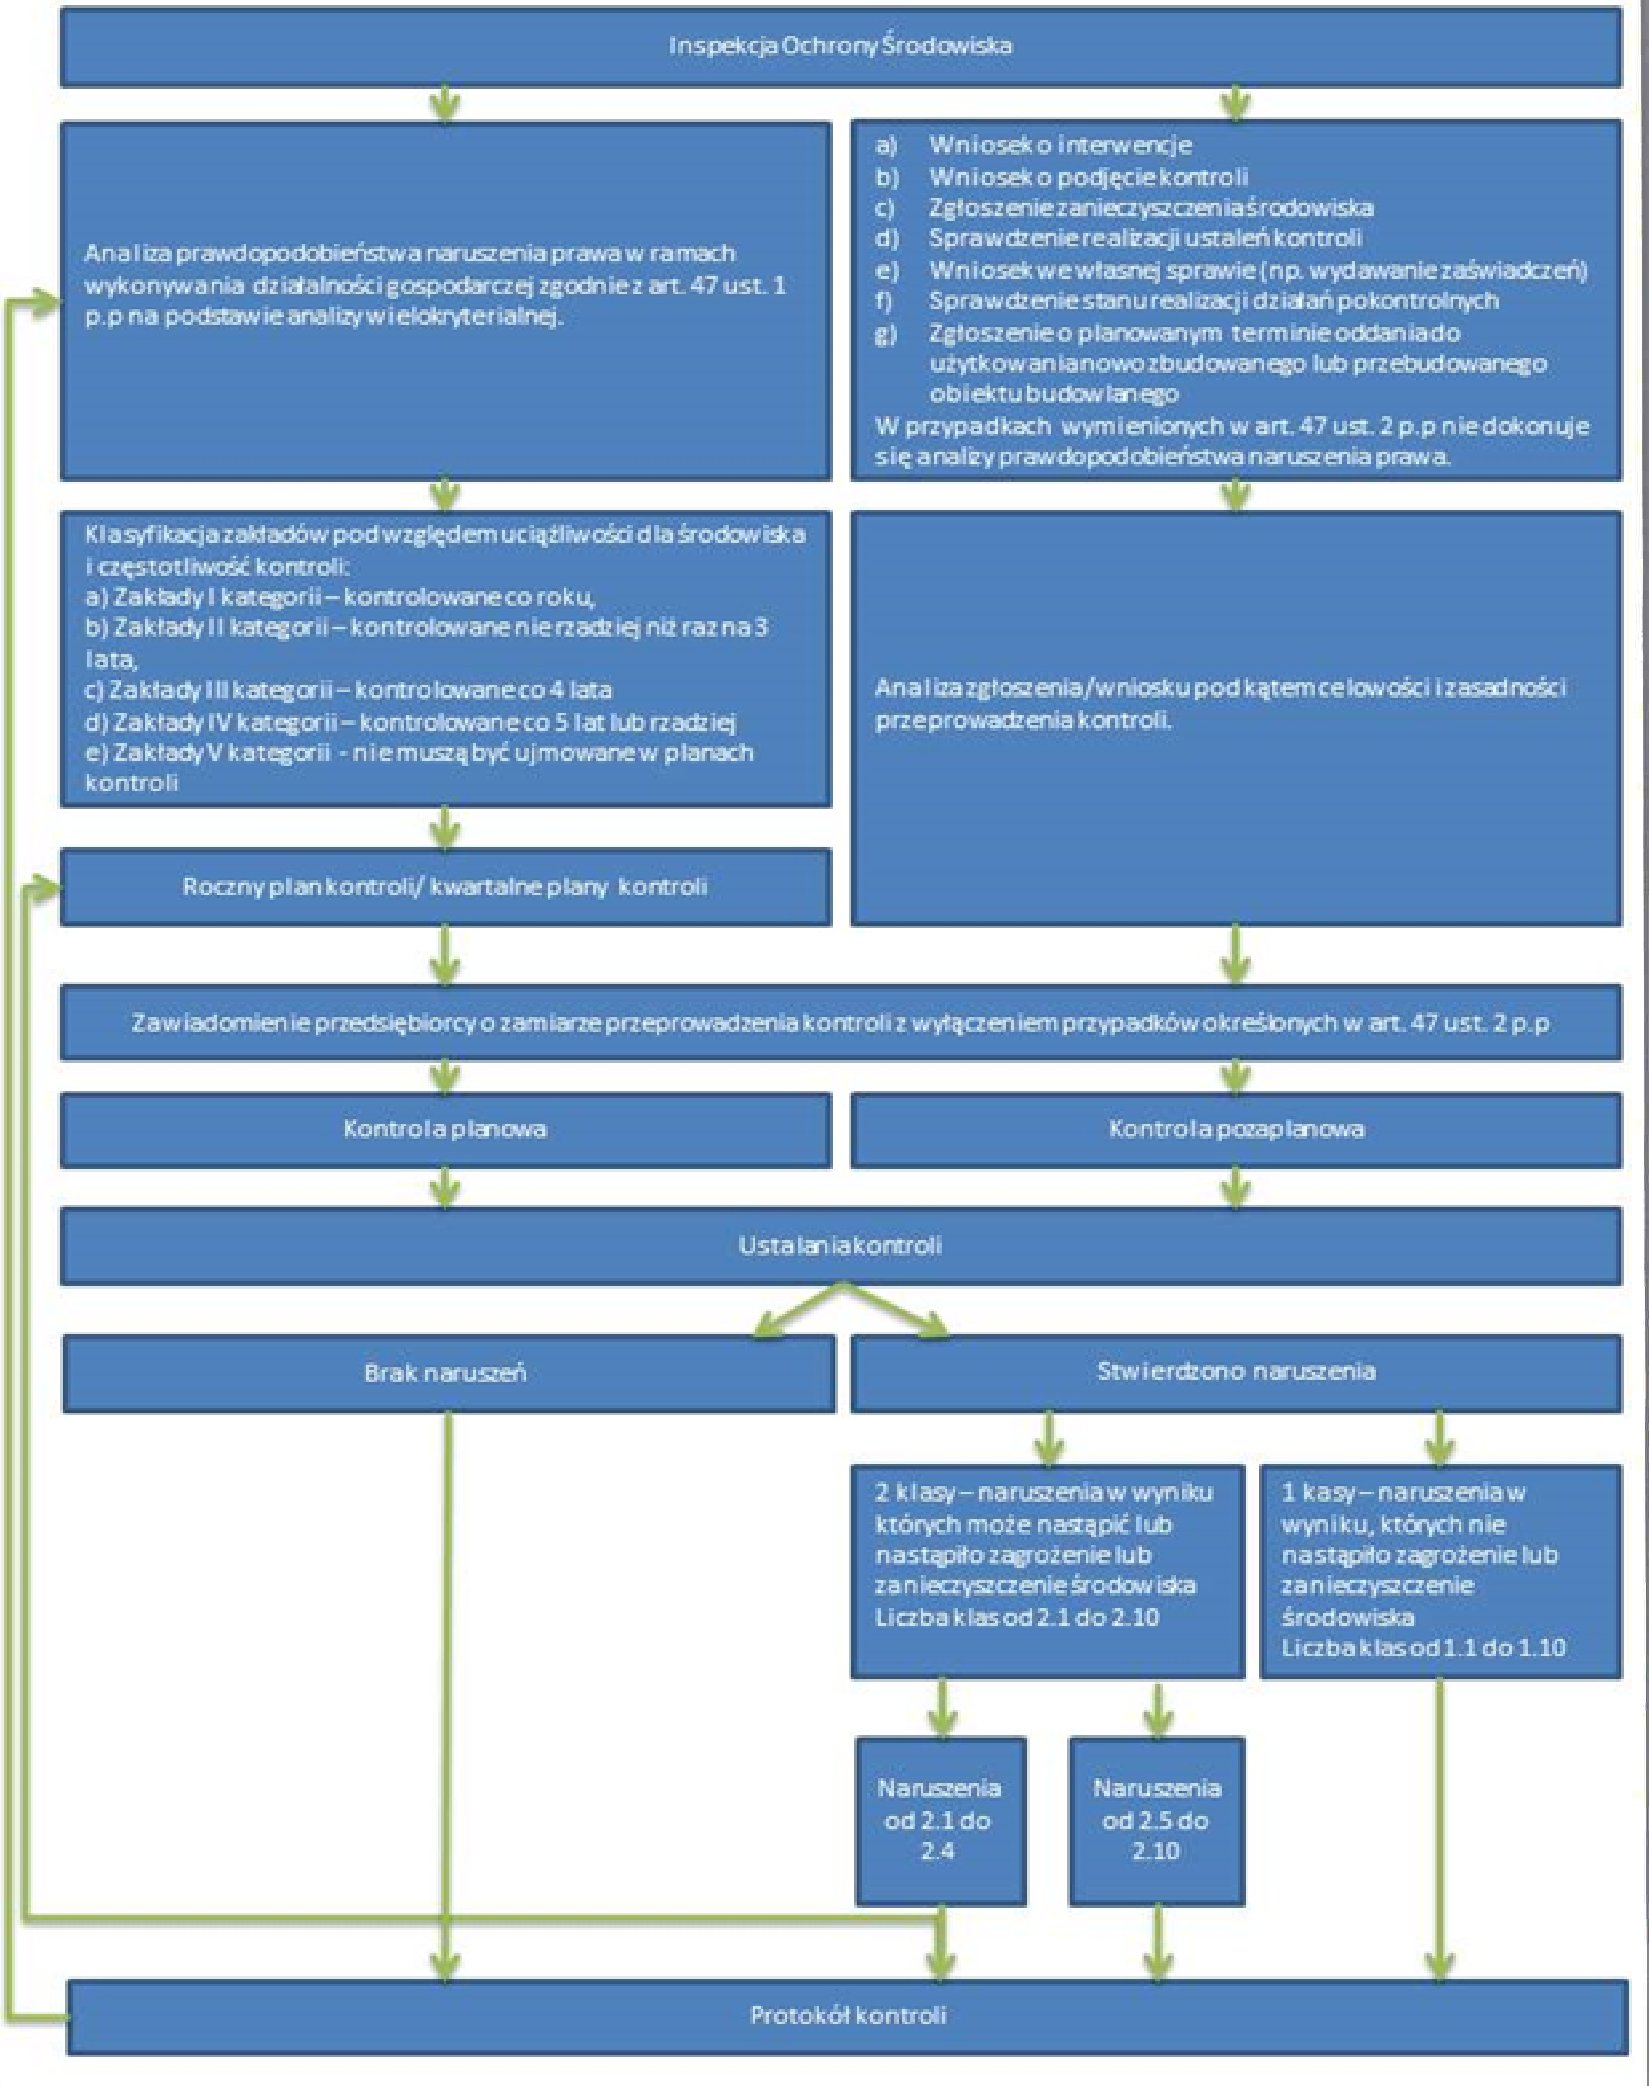 Inspekcja Ochrony Środowiska
Analiza prawdopodobieństwa naruszenia prawa w ramach
wykonywania działalności gospodarczej zgodnie z art. 47 ust. 1
p.p na podstawie analizy wielokryterialnej.
a) Wniosek o interwencje
b) Wniosek o podjęcie kontroli
c) Zgłoszenie zanieczyszczenia środowiska
d) Sprawdzenie realizacji ustaleń kontroli
e) Wniosek we własnej sprawie (np. wydawanie zaświadczeń)
f) Sprawdzenie stanu realizacji działań pokontrolnych
g) Zgłoszenie o planowanym terminie oddania do
użytkowania nowo zbudowanego lub przebudowanego
obiektu budowlanego
W przypadkach wymienionych w art. 47 ust. 2 p.p nie dokonuje
się analizy prawdopodobieństwa naruszenia prawa.
Klasyfikacja zakładów pod względem uciążliwości dla środowiska
i częstotliwość kontroli:
a) Zakłady I kategorii – kontrolowane co roku,
b) Zakłady II kategorii – kontrolowane nie rzadziej niż raz na 3
lata,
c) Zakłady III kategorii – kontrolowane co 4 lata
d) Zakłady IV kategorii – kontrolowane co 5 lat lub rzadziej
e) Zakłady V kategorii - nie muszą być ujmowane w planach
kontroli
Analiza zgłoszenia/wniosku pod kątem celowości i zasadności
przeprowadzenia kontroli.
Roczny plan kontroli/ kwartalne plany kontroli
Zawiadomienie przedsiębiorcy o zamiarze przeprowadzenia kontroli z wyłączeniem przypadków określonych w art. 47 ust. 2 p.p
Kontrola planowa
Kontrola pozaplanowa
Ustalania kontroli
Brak naruszeń
Stwierdzono naruszenia
2 klasy – naruszenia w wyniku
których może nastąpić lub
nastąpiło zagrożenie lub
zanieczyszczenie środowiska
Liczba klas od 2.1 do 2.10
1 kasy – naruszenia w
wyniku, których nie
nastąpiło zagrożenie lub
zanieczyszczenie
środowiska
Liczba klas od 1.1 do 1.10
Naruszenia
od 2.1 do
2.4
Naruszenia
od 2.5 do
2.10
Protokół kontroli